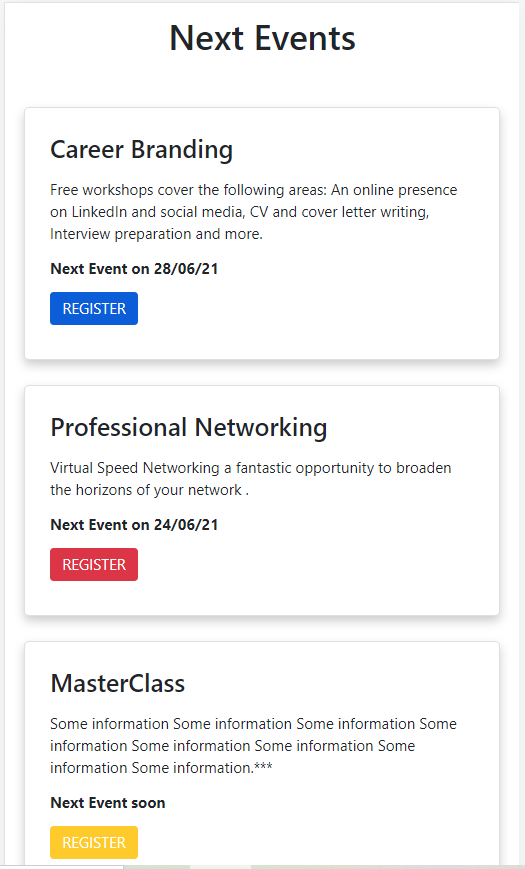 Next Events
Career Branding
Free workshops cover the following areas: An online presence
on LinkedIn and social media, CV and cover letter writing,
Interview preparation and more.
Next Event on 28/06/21
REGISTER
Professional Networking
Virtual Speed Networking a fantastic opportunity to broaden
the horizons of your network .
Next Event on 24/06/21
REGISTER
MasterClass
Some information Some information Some information Some
information Some information Some information Some
information Some information.***
Next Event soon
REGISTER